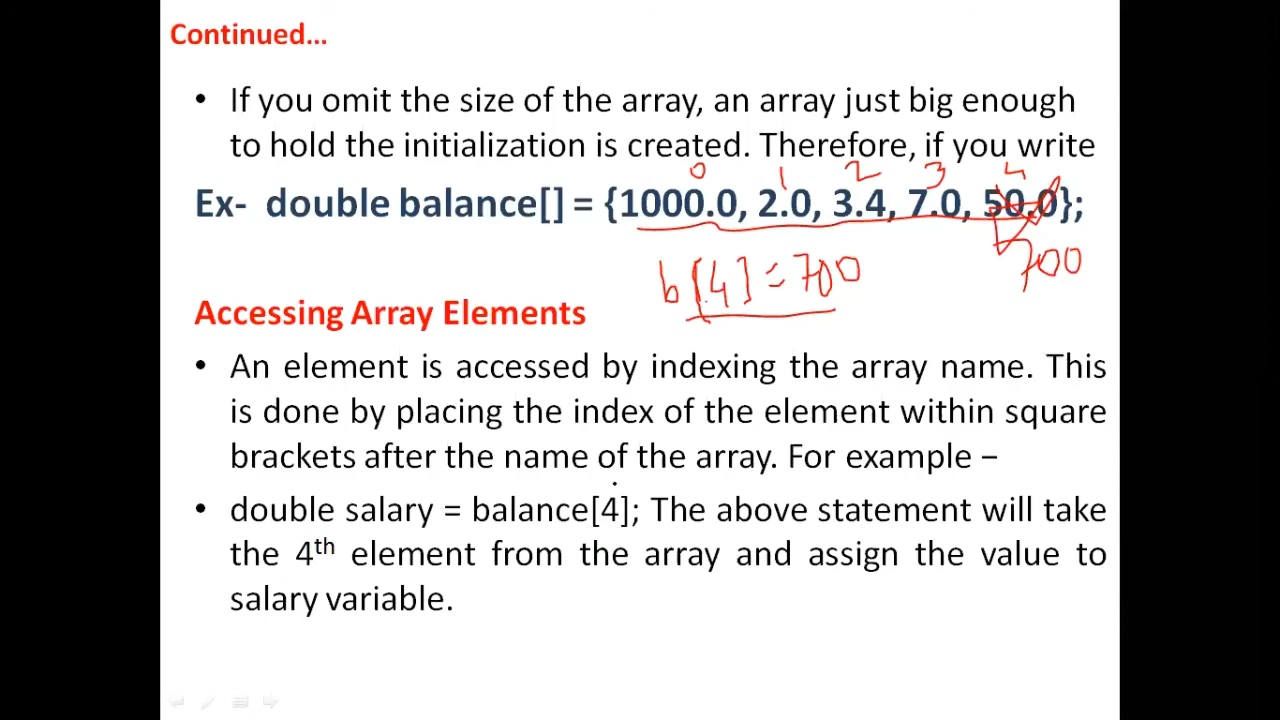 Continued...
• If you omit the size of the array, an array just big enough
to hold the initialization is created. Therefore, if you write
0 1 2 3 4
Ex- double balance[] = {1000.0, 2.0, 3.4, 7.0, 50.0};
700
b[4] = 700
Accessing Array Elements
• An element is accessed by indexing the array name. This
is done by placing the index of the element within square
brackets after the name of the array. For example –
• double salary = balance[4]; The above statement will take
the 4th element from the array and assign the value to
salary variable.